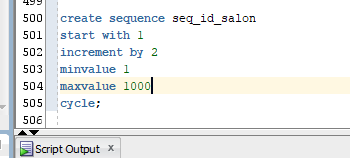 499
500 create sequence seq_id_salon
501 start with 1
502 increment by 2
503 minvalue 1
504 maxvalue 1000
505 cycle;
506
Script Output x